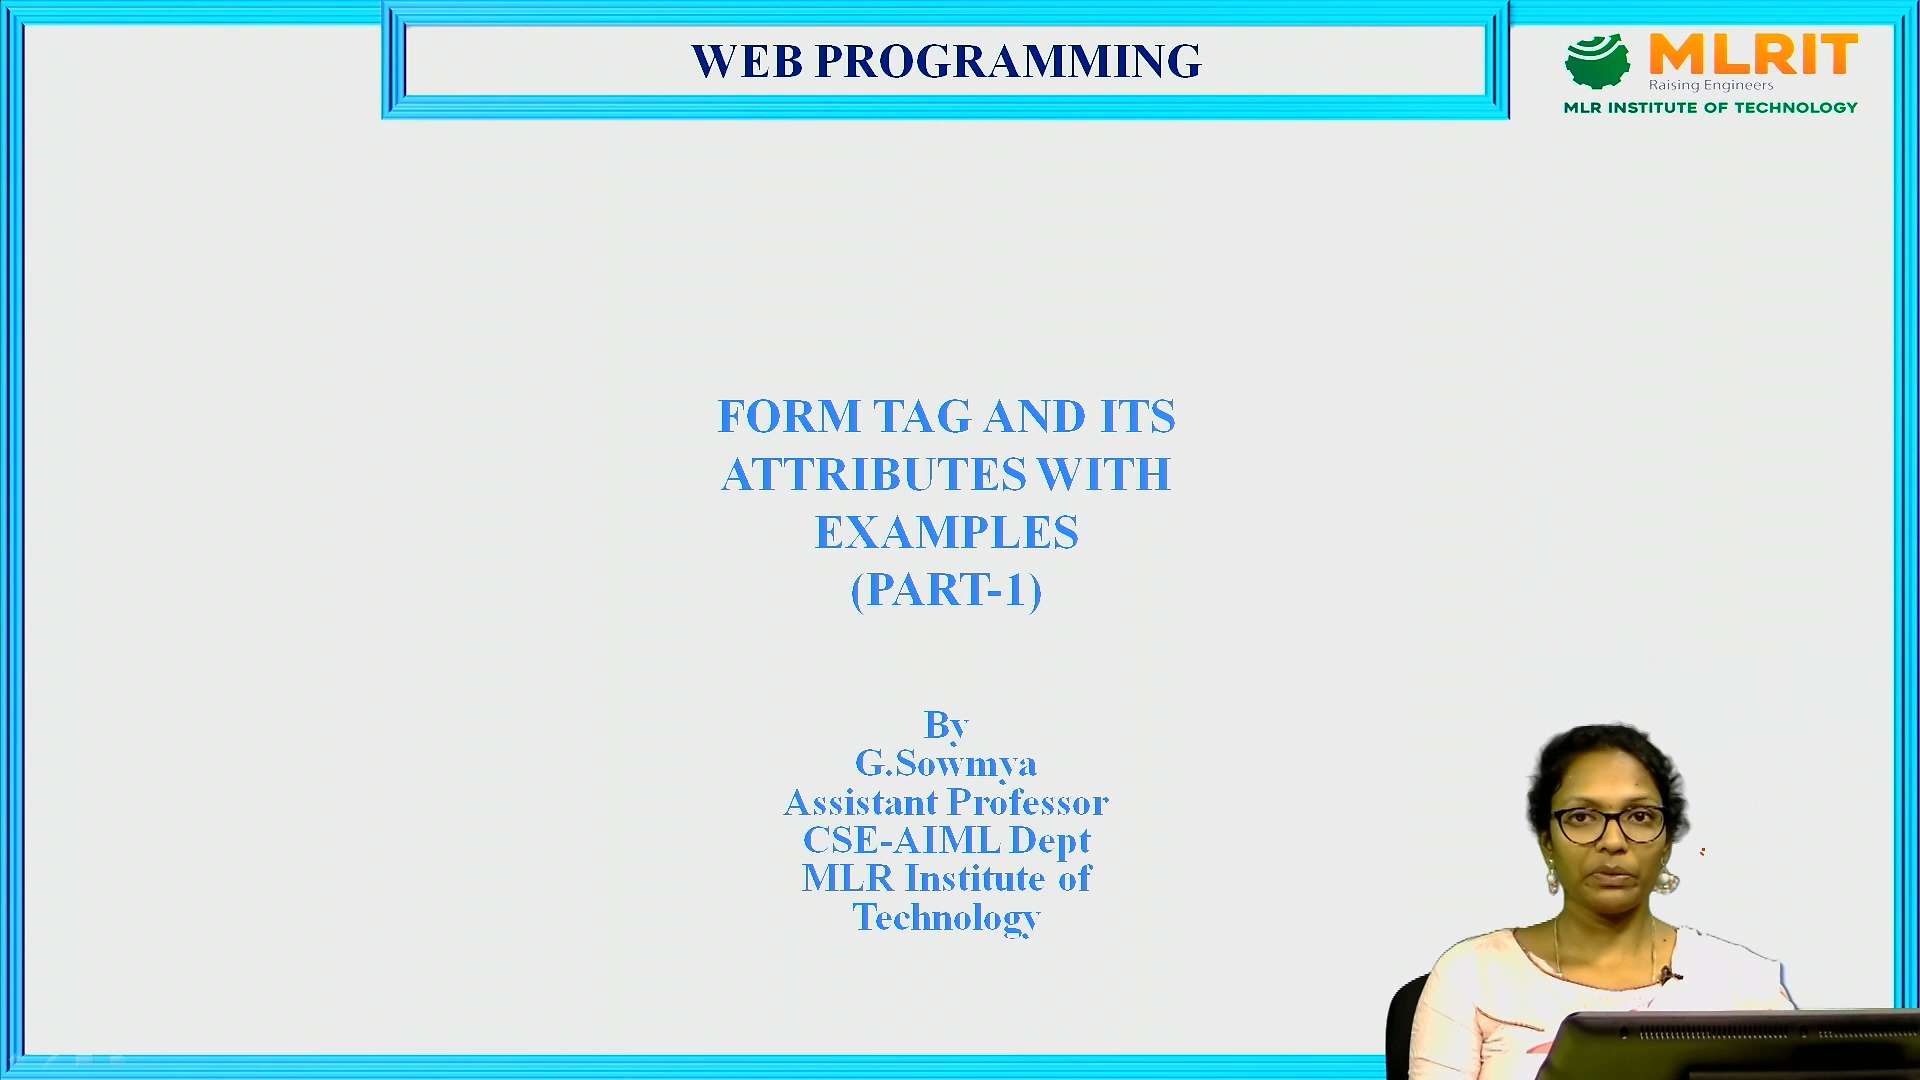 WEB PROGRAMMING
MLRIT
Raising Engineers
MLR INSTITUTE OF TECHNOLOGY
FORM TAG AND ITS
ATTRIBUTES WITH
EXAMPLES
(PART-1)
By
G.Sowmya
Assistant Professor
CSE-AIML Dept
MLR Institute of
Technology